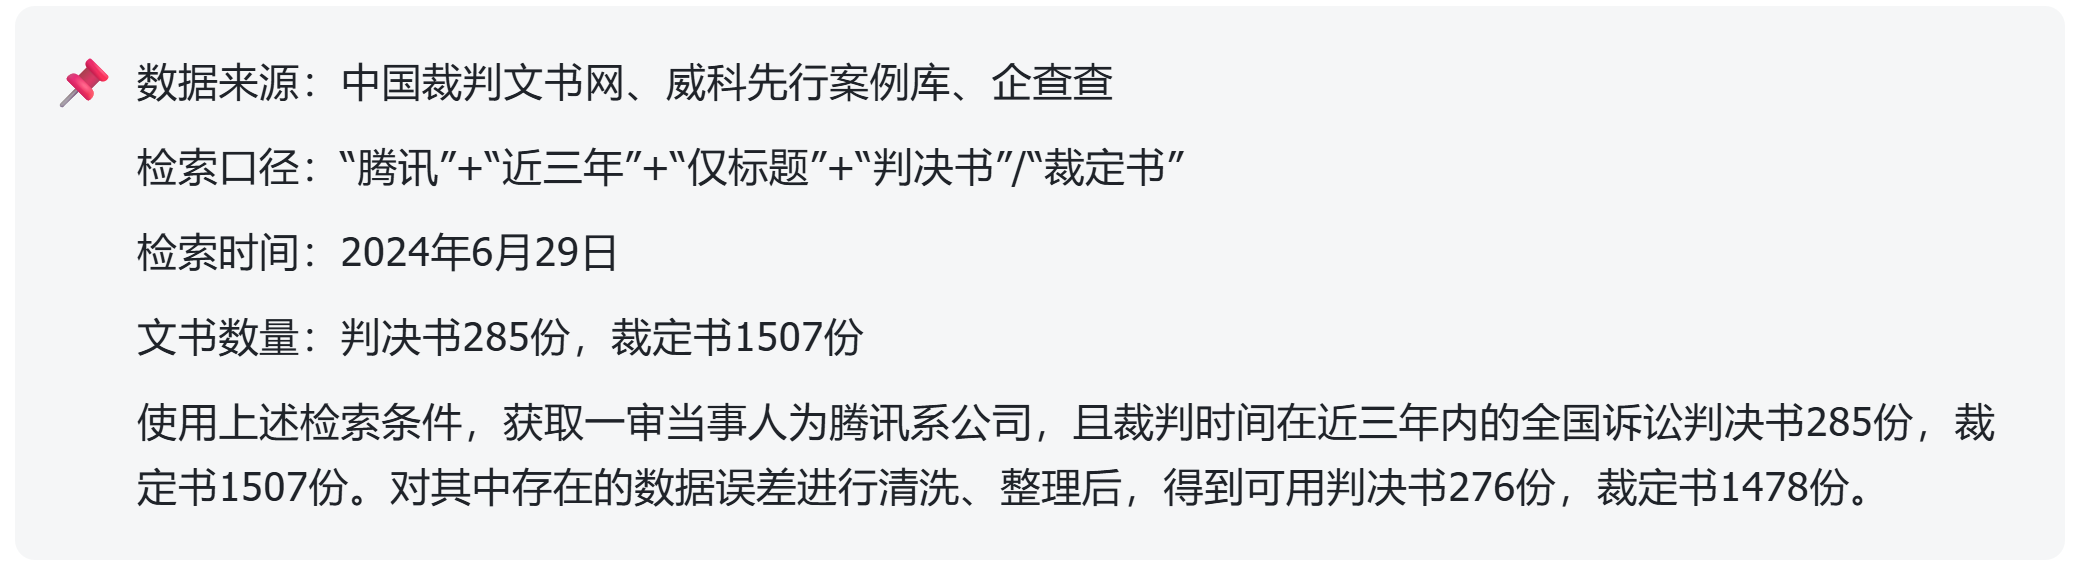 数据来源：中国裁判文书网、威科先行案例库、企查查
检索口径：“腾讯”+“近三年”+“仅标题”+“判决书”/“裁定书”
检索时间：2024年6月29日
文书数量：判决书285份，裁定书1507份
使用上述检索条件，获取一审当事人为腾讯系公司，且裁判时间在近三年内的全国诉讼判决书285份，裁
定书1507份。对其中存在的数据误差进行清洗、整理后，得到可用判决书276份，裁定书1478份。